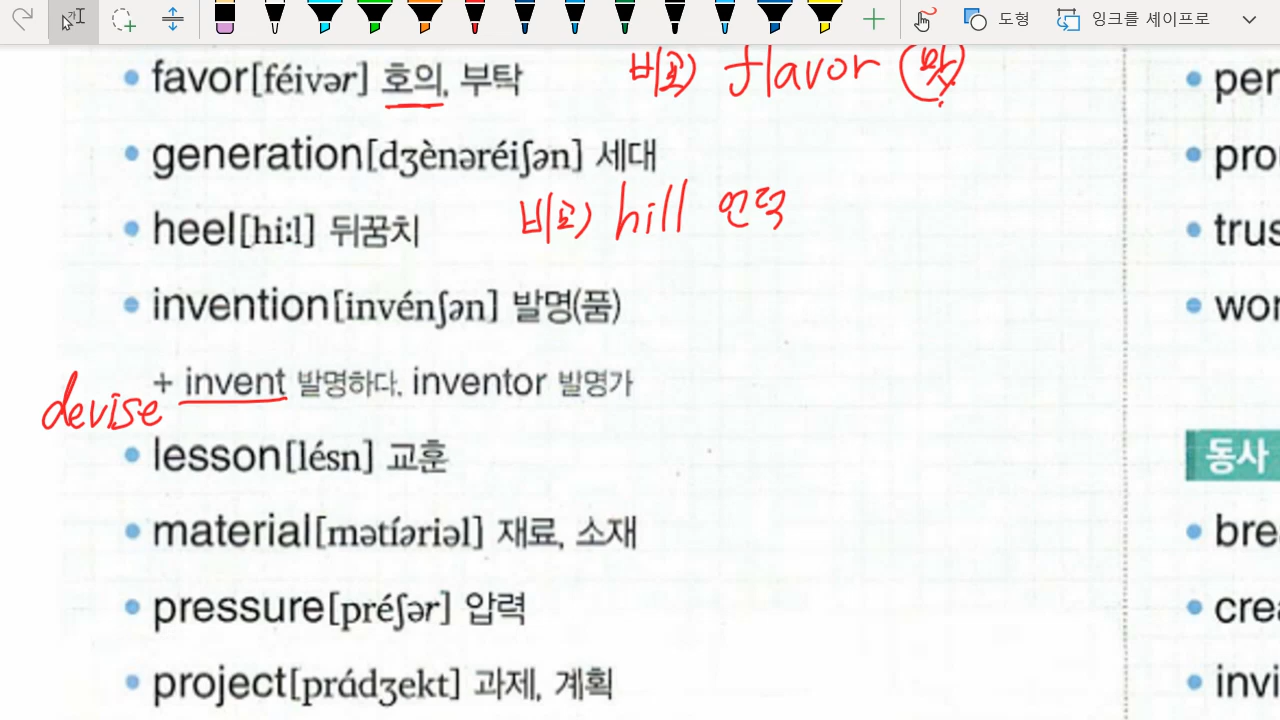 도형
잉크를 셰이프로
favor[féivər] 호의, 부탁 비교) flavor (맛)
generation[dʒènəréiʃən] 세대
heel[hi:l] 뒤꿈치 비교) hill 언덕
invention[invénʃən] 발명(품)
+ invent 발명하다, inventor 발명가
devise
lesson[lésn] 교훈
material[mətíəriəl] 재료, 소재
pressure[préʃər] 압력
project[prádʒekt] 과제, 계획
per
pro
trus
wor
동사
brea
crea
invi